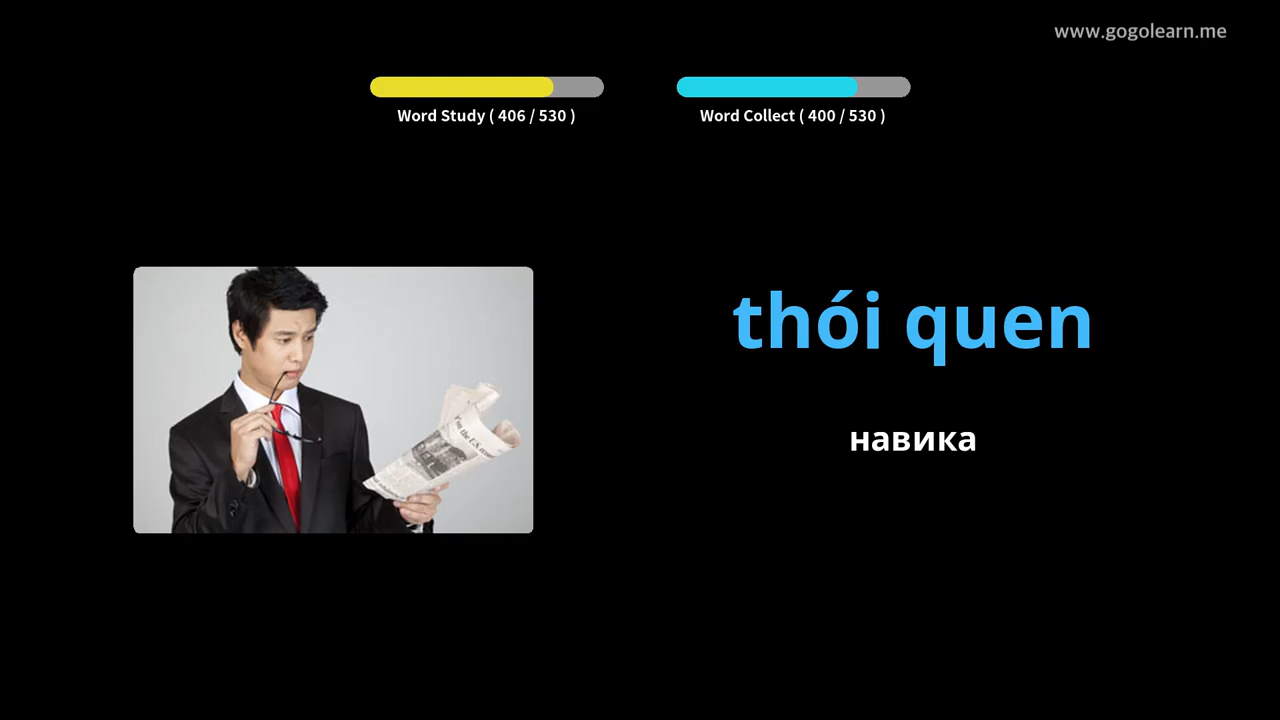 www.gogolearn.me
Word Study ( 406 / 530 )
Word Collect ( 400 / 530 )
thói quen
навика